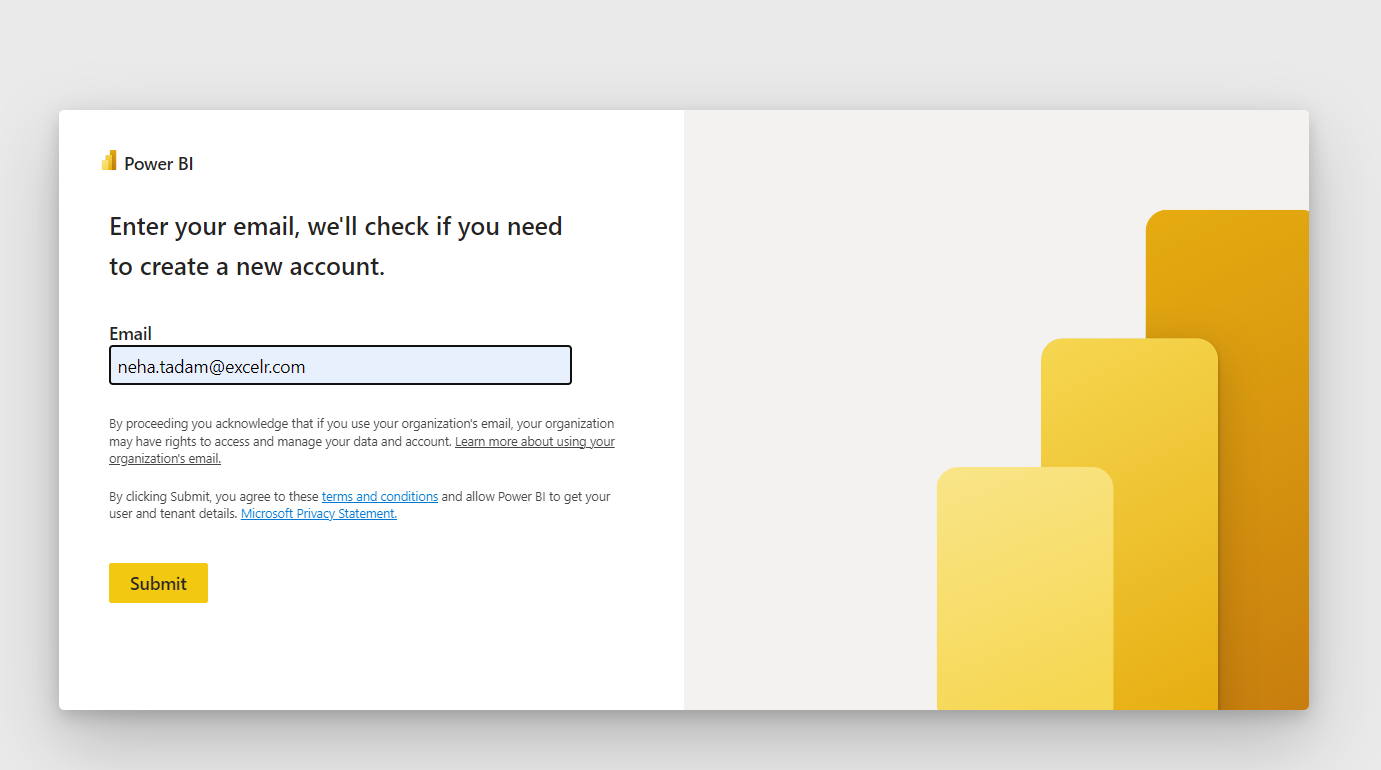 Power BI
Enter your email, we'll check if you need
to create a new account.
Email
neha.tadam@excelr.com
By proceeding you acknowledge that if you use your organization's email, your organization
may have rights to access and manage your data and account. Learn more about using your
organization's email.
By clicking Submit, you agree to these terms and conditions and allow Power BI to get your
user and tenant details. Microsoft Privacy Statement.
Submit